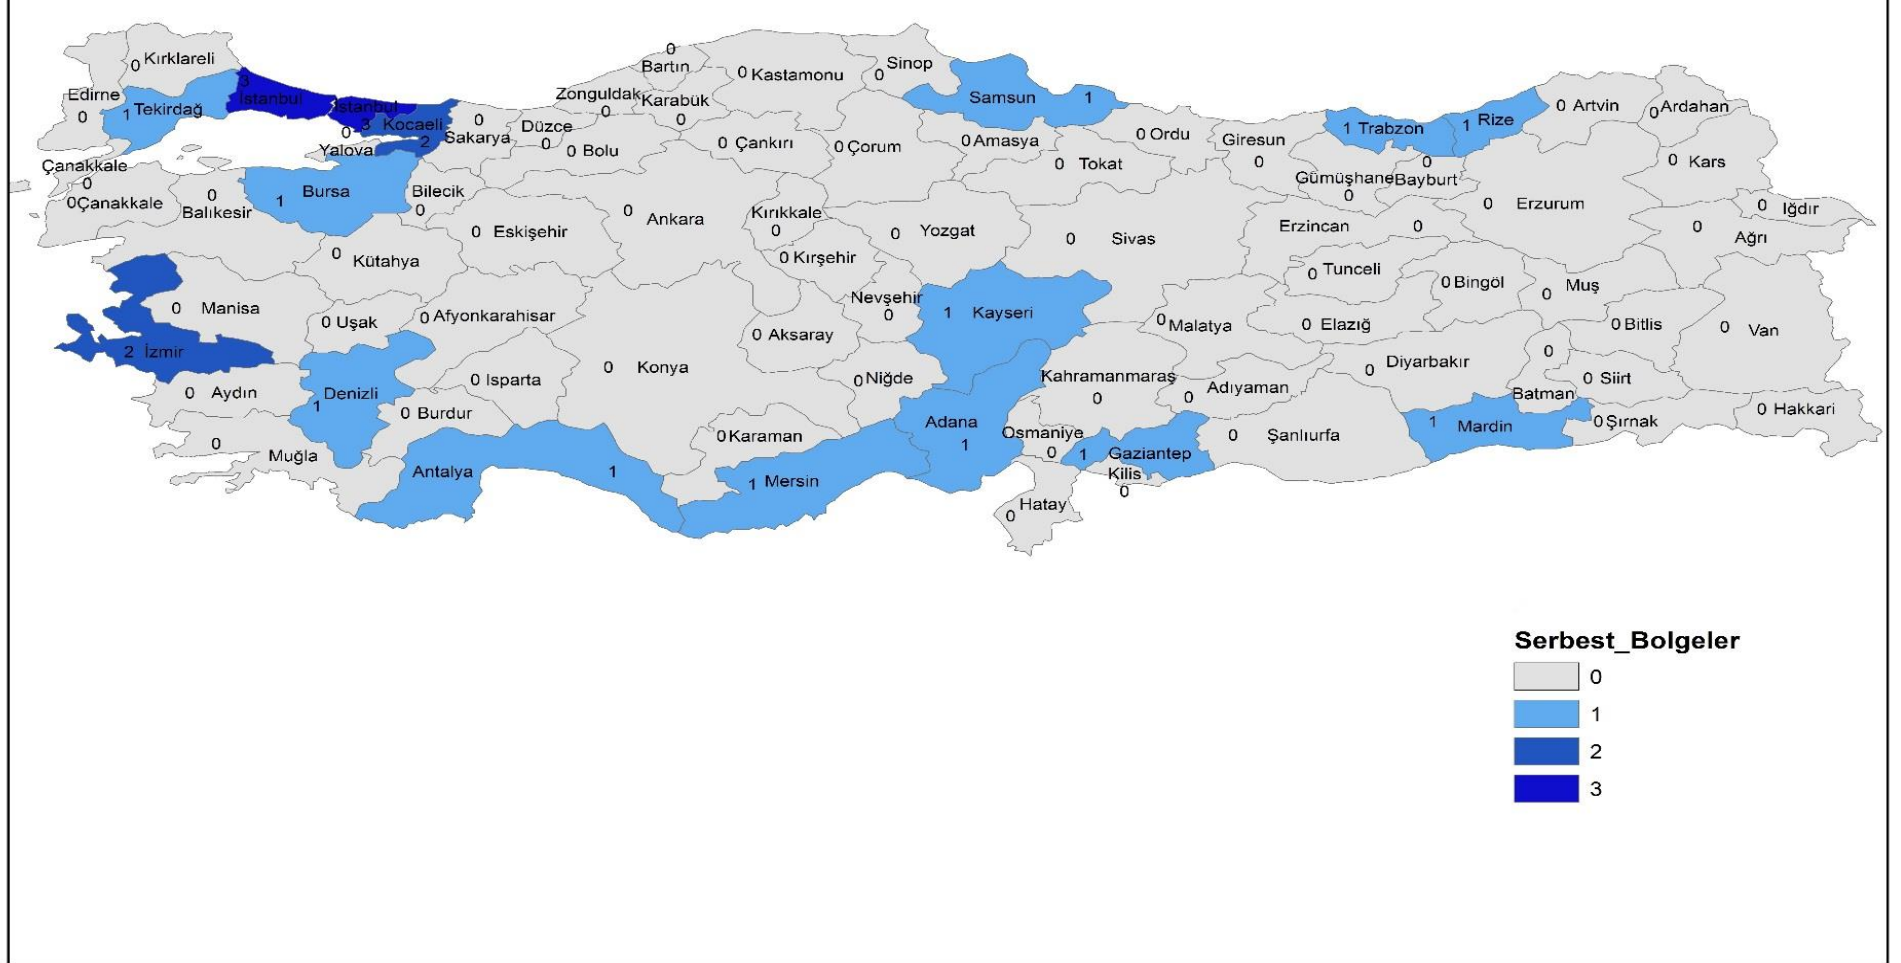 0 Kırklareli
Edirne
0
1 Tekirdağ
3
İstanbul
İstanbul
3
Kocaeli
2
0
Yalova
0
Sakarya
Düzce
0
0 Bolu
Zonguldak
0
0
Bartın
Karabük
0
0 Kastamonu
Sinop
0
Samsun 1
0 Çankırı
0 Çorum
0 Amasya
0 Tokat
0 Ordu
Giresun
0
1 Trabzon
1 Rize
0 Artvin
0 Ardahan
0 Kars
Gümüşhane
0
0
Bayburt
0 Erzurum
0 Iğdır
0
Ağrı
Çanakkale
0
0 Çanakkale
0
Balıkesir
1 Bursa
Bilecik
0
0 Eskişehir
0 Ankara
Kırıkkale
0
0 Kırşehir
0 Yozgat
0 Sivas
Erzincan 0
0 Tunceli
0 Bingöl
0 Muş
0 Bitlis
0 Van
0
Kütahya
0 Manisa
0 Uşak
0 Afyonkarahisar
Nevşehir
0
1 Kayseri
0 Malatya
0 Elazığ
0 Diyarbakır
0
Batman
0 Siirt
0 Şırnak
0 Hakkari
2 İzmir
0 Aydın
Denizli
1
0 Isparta
0 Burdur
0 Konya
0 Aksaray
0 Niğde
0 Karaman
Kahramanmaraş
0
Adıyaman
0
Adana
1
Osmaniye
0
1 Gaziantep
Kilis
0
0 Şanlıurfa
1 Mardin
0
Muğla
Antalya 1
1 Mersin
0 Hatay
Serbest_Bolgeler
0
1
2
3